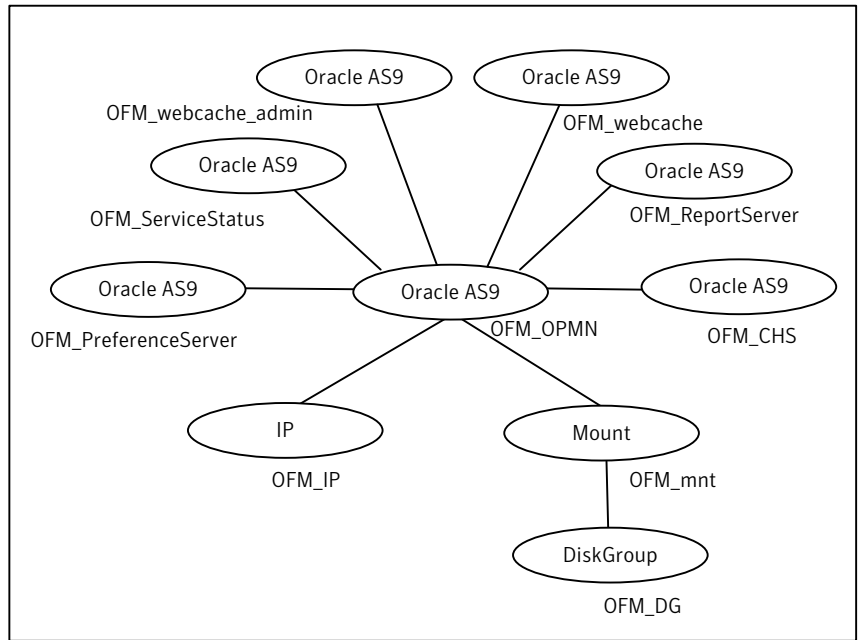 Oracle AS9
Oracle AS9
OFM_webcache_admin
OFM_webcache
Oracle AS9
Oracle AS9
OFM_ServiceStatus
OFM_ReportServer
Oracle AS9
Oracle AS9
Oracle AS9
OFM_PreferenceServer
OFM_OPMN
OFM_CHS
IP
Mount
OFM_IP
OFM_mnt
DiskGroup
OFM_DG